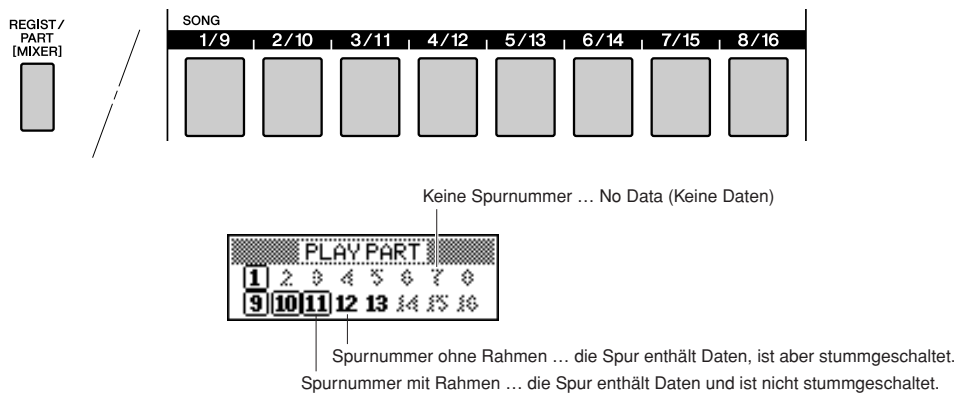 REGIST/
PART
[MIXER]
SONG
1/9 2/10 3/11 4/12 5/13 6/14 7/15 8/16
Keine Spurnummer … No Data (Keine Daten)
PLAY PART
1 2 3 4 5 6 7 8
9 10 11 12 13 14 15 16
Spurnummer ohne Rahmen … die Spur enthält Daten, ist aber stummgeschaltet.
Spurnummer mit Rahmen … die Spur enthält Daten und ist nicht stummgeschaltet.